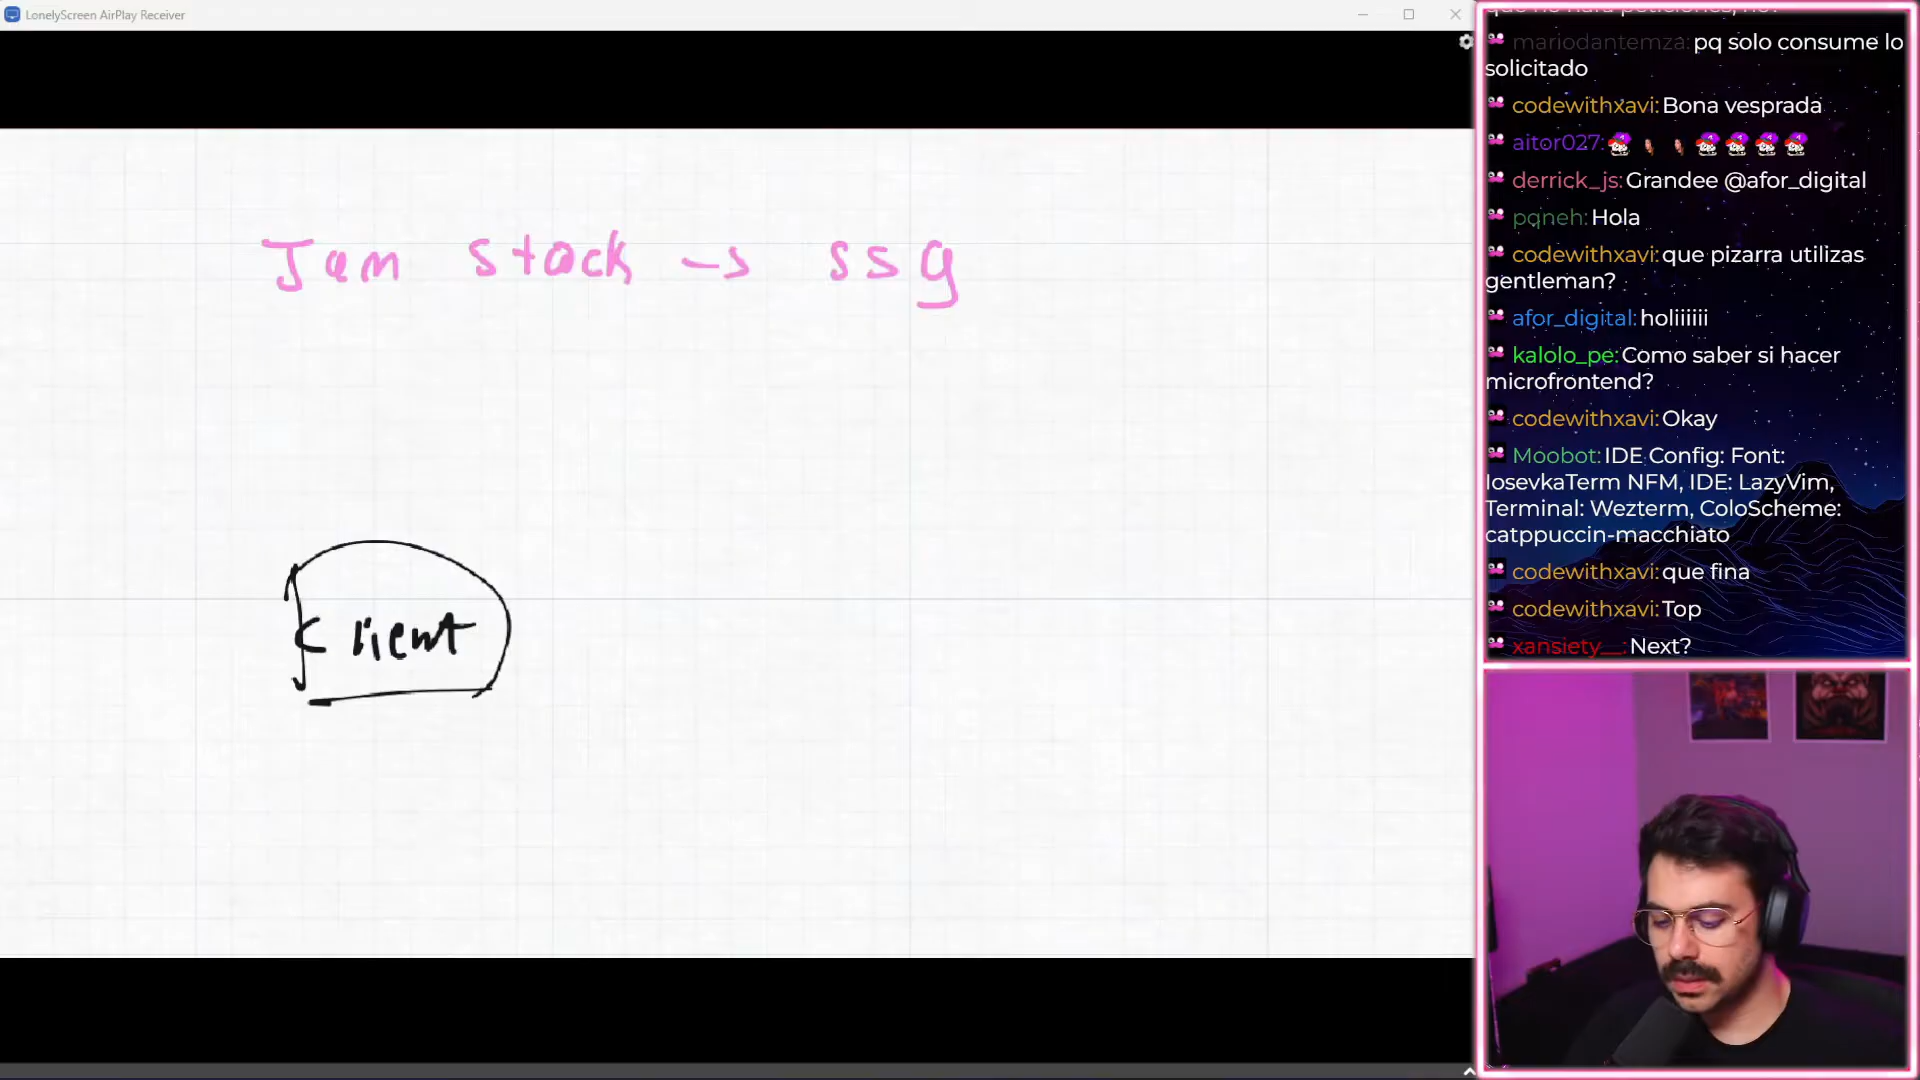 LonelyScreen AirPlay Receiver
Jam stack → ssg
client
mariodantemza: pq solo consume lo
solicitado
codewithxavi: Bona vesprada
aitor027:
derrick_js: Grandee @afor_digital
pqneh: Hola
codewithxavi: que pizarra utilizas
gentleman?
afor_digital: holiiiiii
kalolo_pe: Como saber si hacer
microfrontend?
codewithxavi: Okay
Moobot: IDE Config: Font:
IosevkaTerm NFM, IDE: LazyVim,
Terminal: Wezterm, ColoScheme:
catppuccin-macchiato
codewithxavi: que fina
codewithxavi: Top
xansiety__: Next?